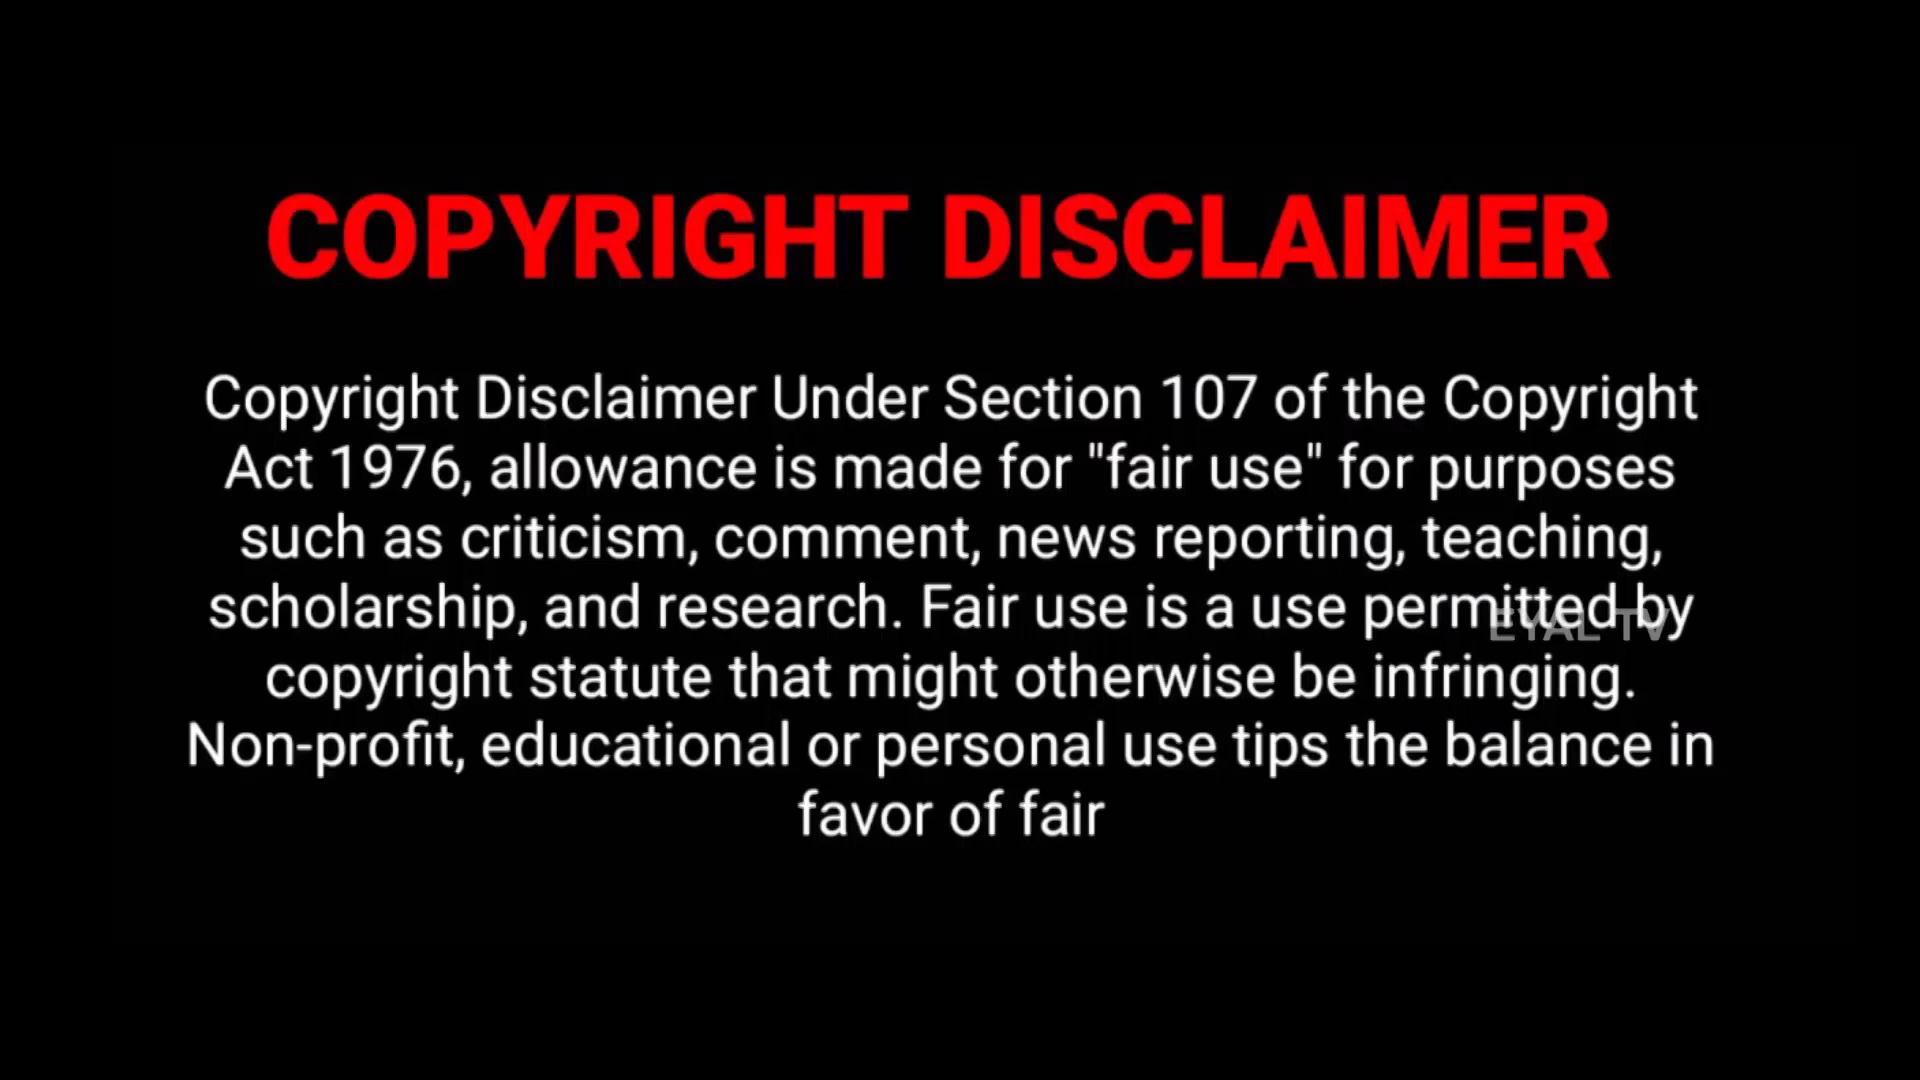 COPYRIGHT DISCLAIMER
Copyright Disclaimer Under Section 107 of the Copyright
Act 1976, allowance is made for "fair use" for purposes
such as criticism, comment, news reporting, teaching,
scholarship, and research. Fair use is a use permitted by
EYAL TV
copyright statute that might otherwise be infringing.
Non-profit, educational or personal use tips the balance in
favor of fair